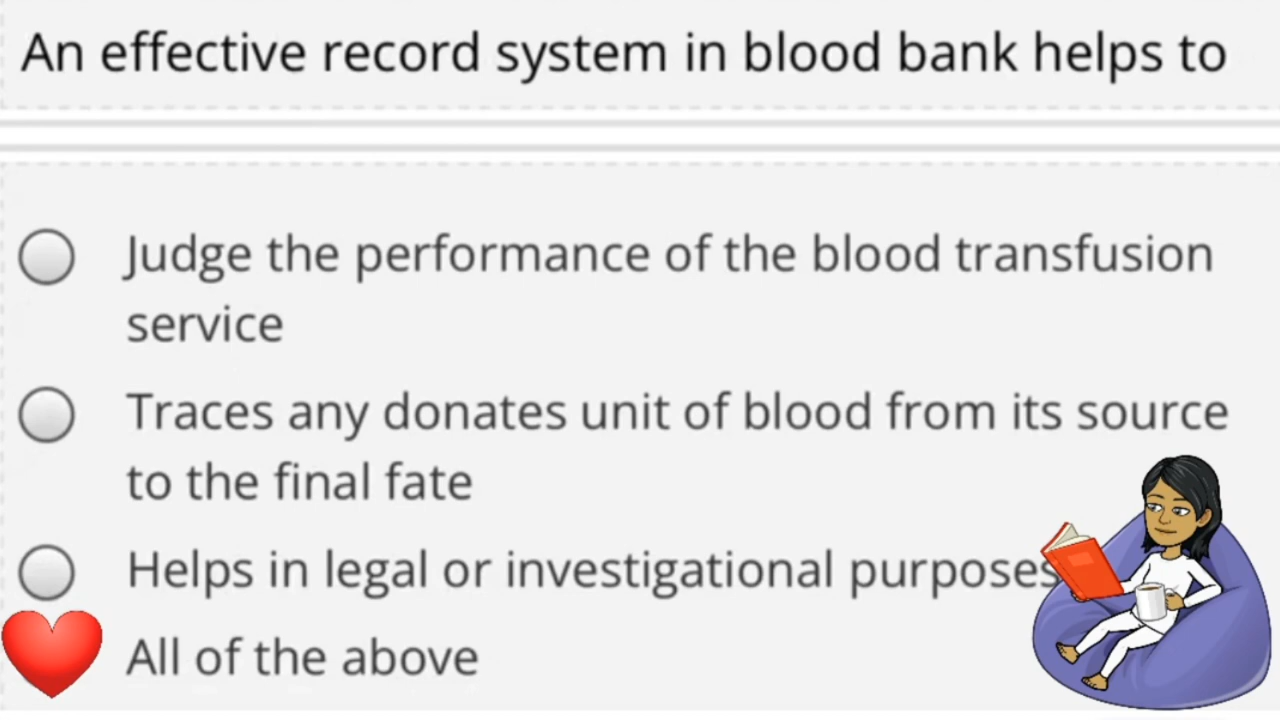 An effective record system in blood bank helps to
Judge the performance of the blood transfusion
service
Traces any donates unit of blood from its source
to the final fate
Helps in legal or investigational purposes
All of the above